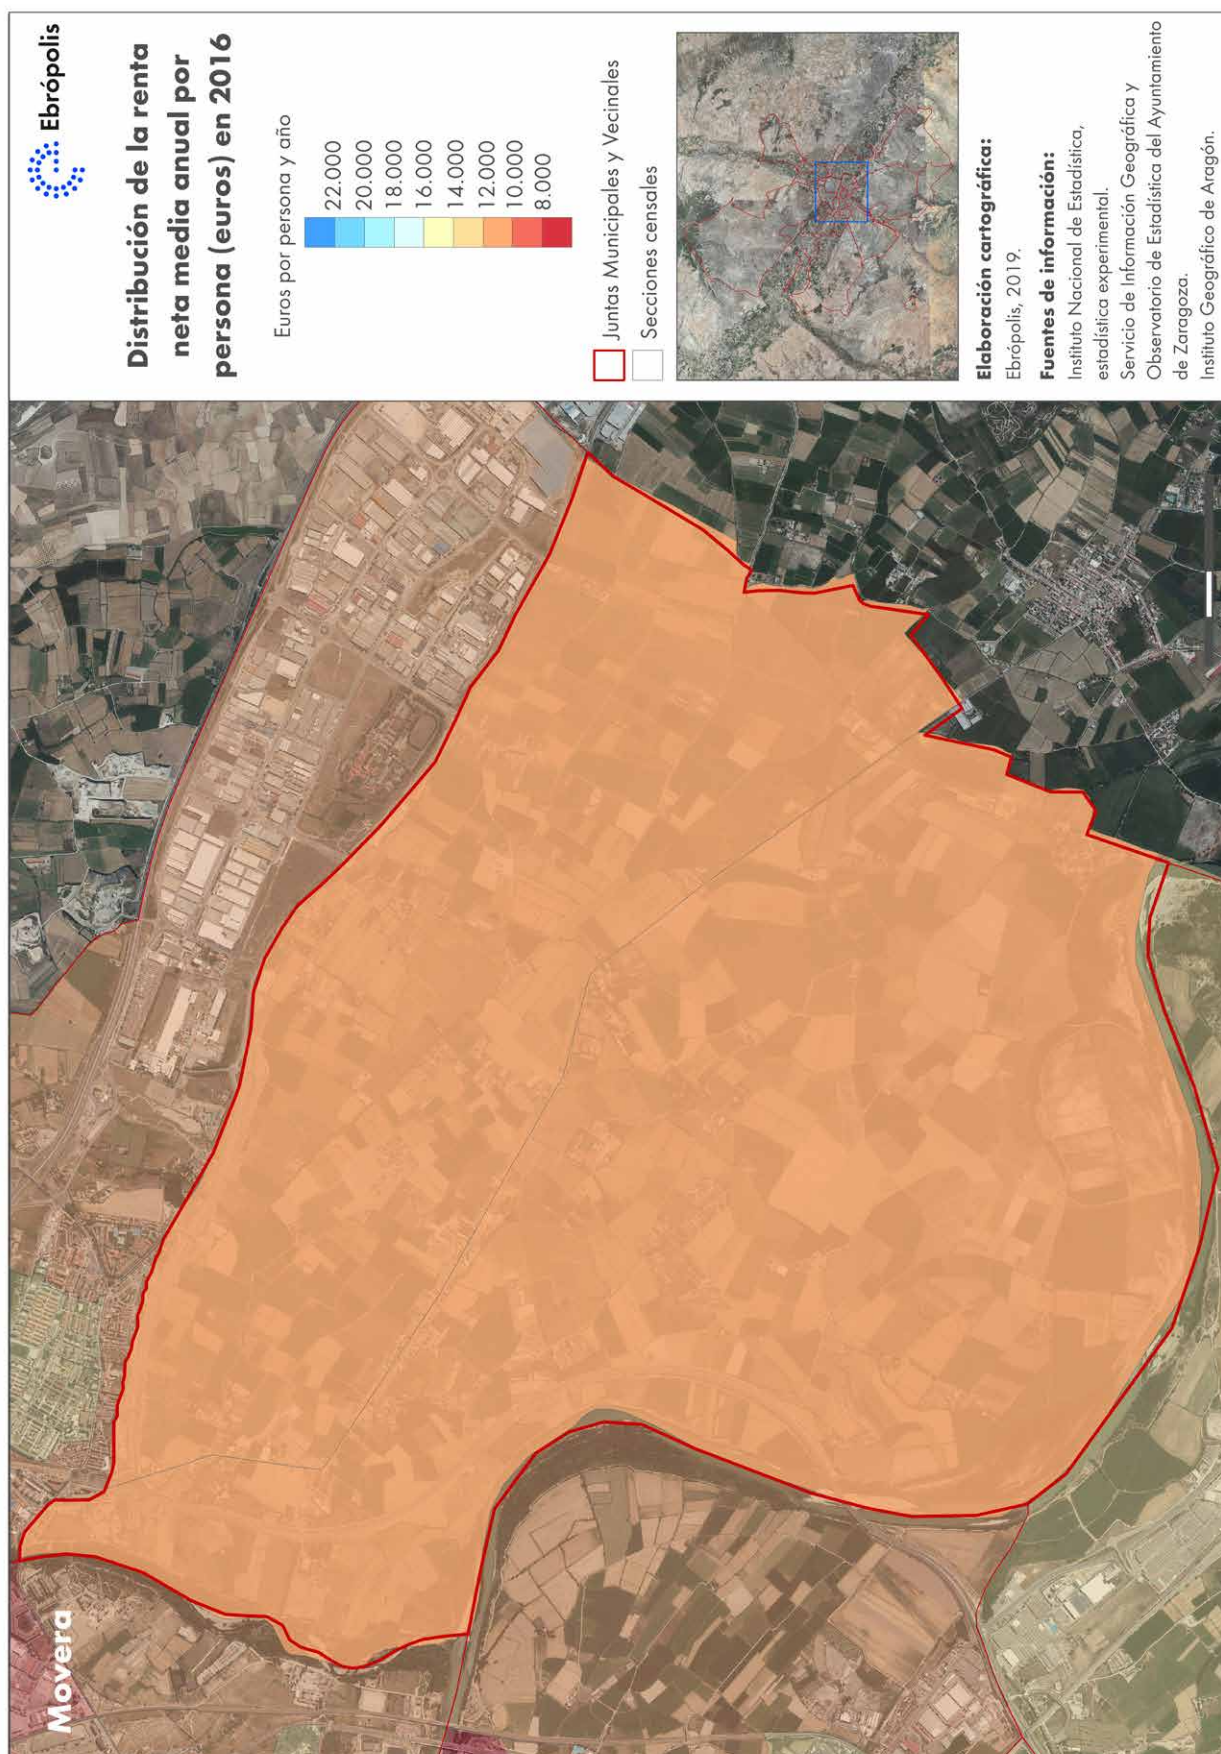 Ebrópolis
Distribución de la renta
neta media anual por
persona (euros) en 2016
Euros por persona y año
22.000
20.000
18.000
16.000
14.000
12.000
10.000
8.000
Juntas Municipales y Vecinales
Secciones censales
Elaboración cartográfica:
Ebrópolis, 2019.
Fuentes de información:
Instituto Nacional de Estadística,
estadística experimental.
Servicio de Información Geográfica y
Observatorio de Estadística del Ayuntamiento
de Zaragoza.
Instituto Geográfico de Aragón.
Movera